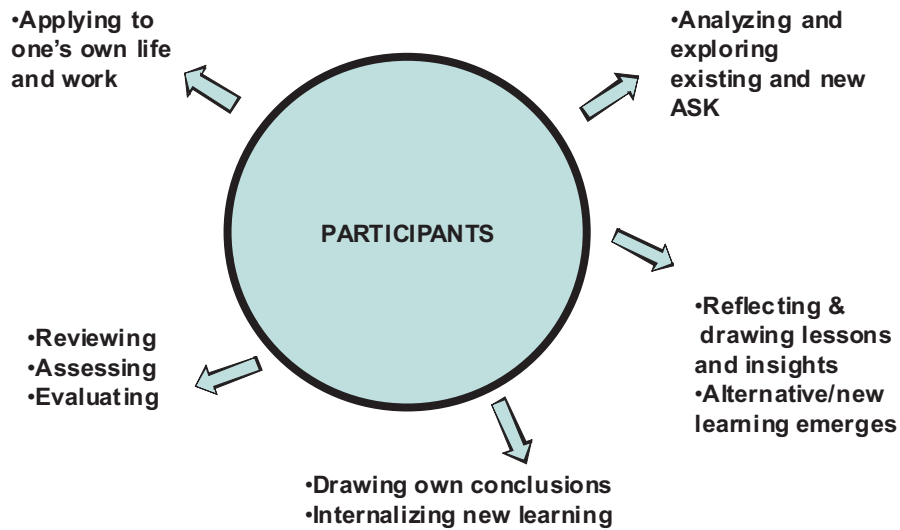 •Applying to
one's own life
and work
•Analyzing and
exploring
existing and new
ASK
PARTICIPANTS
•Reflecting &
drawing lessons
and insights
•Alternative/new
learning emerges
•Reviewing
•Assessing
•Evaluating
•Drawing own conclusions
•Internalizing new learning